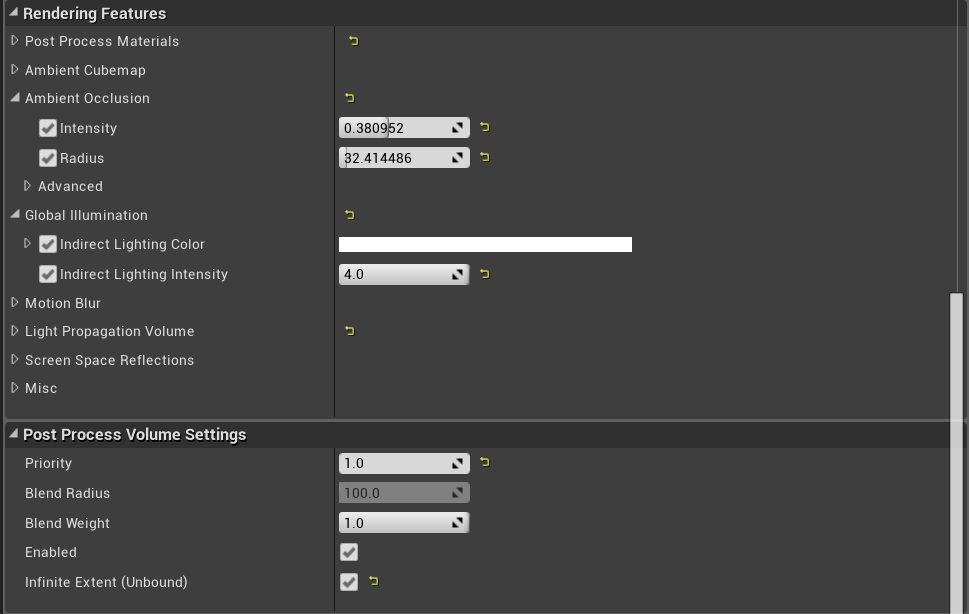 Rendering Features
Post Process Materials
Ambient Cubemap
Ambient Occlusion
Intensity 0.380952
Radius 32.414486
Advanced
Global Illumination
Indirect Lighting Color
Indirect Lighting Intensity 4.0
Motion Blur
Light Propagation Volume
Screen Space Reflections
Misc
Post Process Volume Settings
Priority 1.0
Blend Radius 100.0
Blend Weight 1.0
Enabled
Infinite Extent (Unbound)